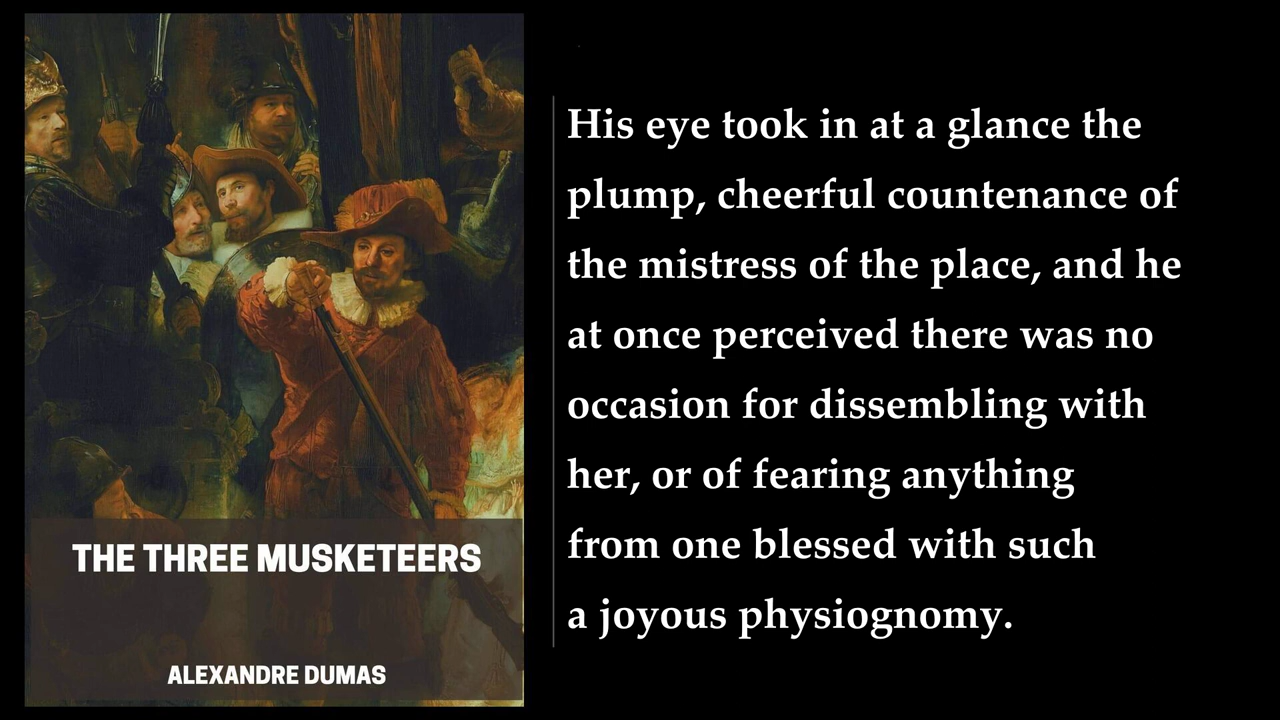 THE THREE MUSKETEERS
ALEXANDRE DUMAS
His eye took in at a glance the
plump, cheerful countenance of
the mistress of the place, and he
at once perceived there was no
occasion for dissembling with
her, or of fearing anything
from one blessed with such
a joyous physiognomy.